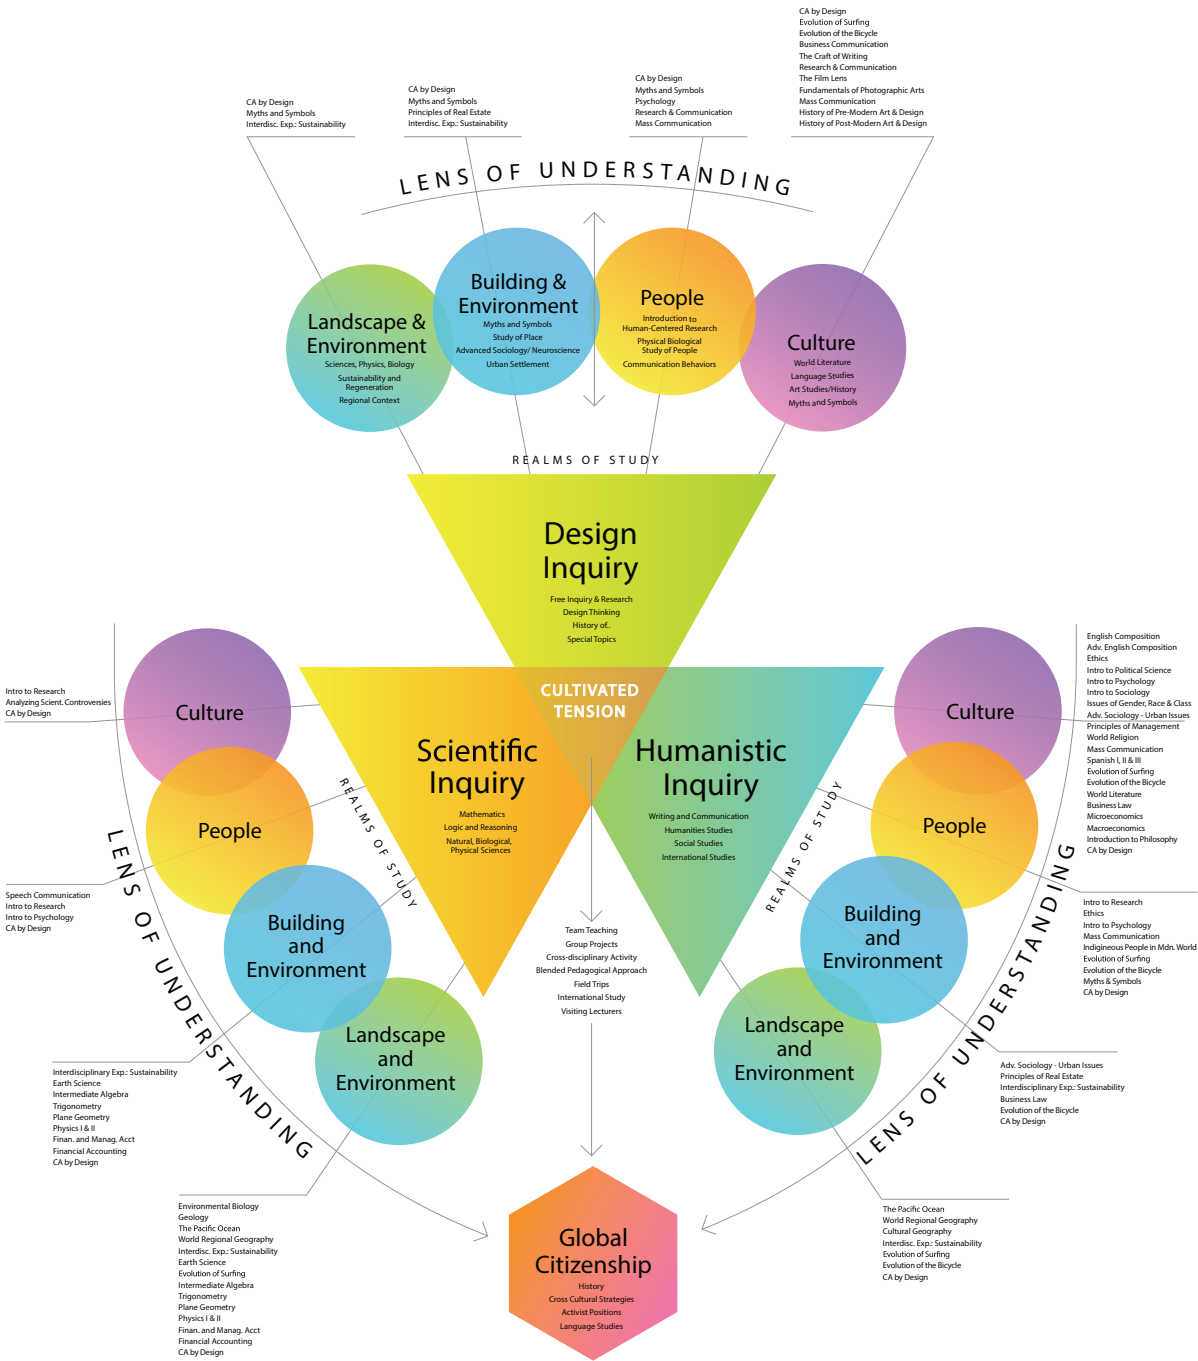 CA by Design
Myths and Symbols
Interdisc. Exp.: Sustainability
CA by Design
Myths and Symbols
Principles of Real Estate
Interdisc. Exp.: Sustainability
CA by Design
Myths and Symbols
Psychology
Research & Communication
Mass Communication
CA by Design
Evolution of Surfing
Evolution of the Bicycle
Business Communication
The Craft of Writing
Research & Communication
The Film Lens
Fundamentals of Photographic Arts
Mass Communication
History of Pre-Modern Art & Design
History of Post-Modern Art & Design
LENS OF UNDERSTANDING
Landscape &
Environment
Sciences, Physics, Biology
Sustainability and
Regeneration
Regional Context
Building &
Environment
Myths and Symbols
Study of Place
Advanced Sociology/ Neuroscience
Urban Settlement
People
Introduction to
Human-Centered Research
Physical Biological
Study of People
Communication Behaviors
Culture
World Literature
Language Studies
Art Studies/History
Myths and Symbols
REALMS OF STUDY
Design
Inquiry
Free Inquiry & Research
Design Thinking
History of..
Special Topics
CULTIVATED
TENSION
Scientific
Inquiry
Mathematics
Logic and Reasoning
Natural, Biological,
Physical Sciences
Humanistic
Inquiry
Writing and Communication
Humanities Studies
Social Studies
International Studies
REALMS OF STUDY
REALMS OF STUDY
Culture
People
Building
and
Environment
Landscape
and
Environment
LENS OF UNDERSTANDING
Intro to Research
Analyzing Scient. Controversies
CA by Design
Speech Communication
Intro to Research
Intro to Psychology
CA by Design
Interdisciplinary Exp.: Sustainability
Earth Science
Intermediate Algebra
Trigonometry
Plane Geometry
Physics I & II
Finan. and Manag. Acct
Financial Accounting
CA by Design
Environmental Biology
Geology
The Pacific Ocean
World Regional Geography
Interdisc. Exp.: Sustainability
Earth Science
Evolution of Surfing
Intermediate Algebra
Trigonometry
Plane Geometry
Physics I & II
Finan. and Manag. Acct
Financial Accounting
CA by Design
Team Teaching
Group Projects
Cross-disciplinary Activity
Blended Pedagogical Approach
Field Trips
International Study
Visiting Lecturers
Culture
People
Building
and
Environment
Landscape
and
Environment
LENS OF UNDERSTANDING
English Composition
Adv. English Composition
Ethics
Intro to Political Science
Intro to Psychology
Intro to Sociology
Issues of Gender, Race & Class
Adv. Sociology - Urban Issues
Principles of Management
World Religion
Mass Communication
Spanish I, II & III
Evolution of Surfing
Evolution of the Bicycle
World Literature
Business Law
Microeconomics
Macroeconomics
Introduction to Philosophy
CA by Design
Intro to Research
Ethics
Intro to Psychology
Mass Communication
Indigineous People in Mdn. World
Evolution of Surfing
Evolution of the Bicycle
Myths & Symbols
CA by Design
Adv. Sociology - Urban Issues
Principles of Real Estate
Interdisciplinary Exp.: Sustainability
Business Law
Evolution of the Bicycle
CA by Design
The Pacific Ocean
World Regional Geography
Cultural Geography
Interdisc. Exp.: Sustainability
Evolution of Surfing
Evolution of the Bicycle
CA by Design
Global
Citizenship
History
Cross Cultural Strategies
Activist Positions
Language Studies